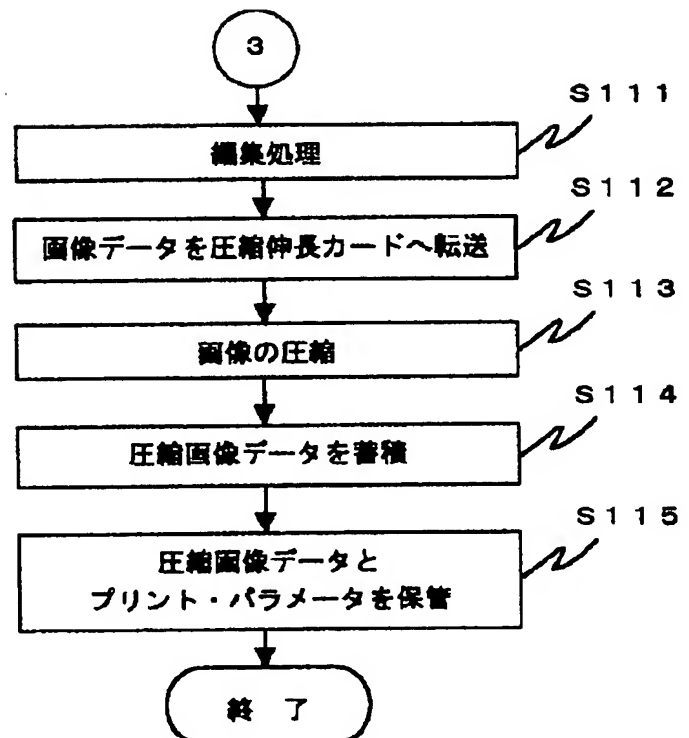 3
S111
編集処理
S112
画像データを圧縮伸長カードへ転送
S113
画像の圧縮
S114
圧縮画像データを蓄積
S115
圧縮画像データと
プリント・パラメータを保管
終 了